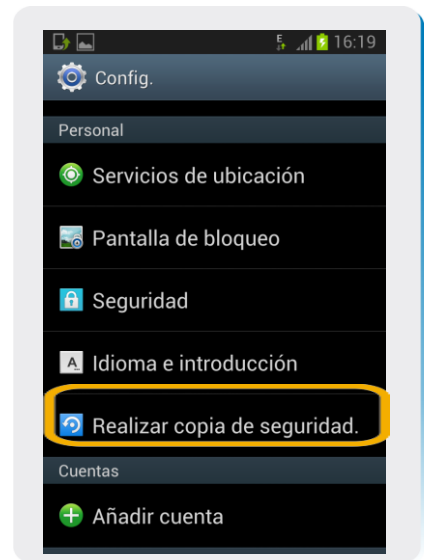 E
16:19
Config.
Personal
Servicios de ubicación
Pantalla de bloqueo
Seguridad
A Idioma e introducción
Realizar copia de seguridad.
Cuentas
Añadir cuenta